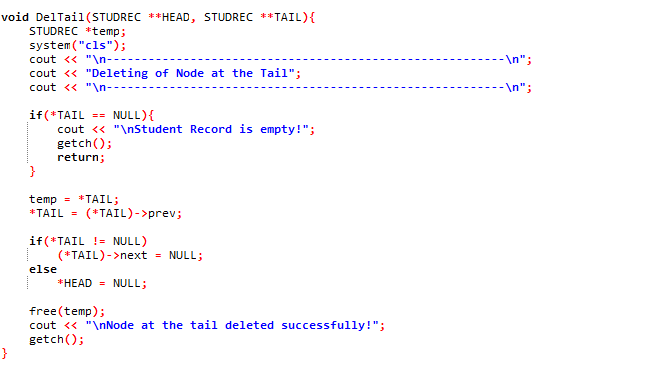 void DelTail(STUDREC **HEAD, STUDREC **TAIL){
    STUDREC *temp;
    system("cls");
    cout << "\n---------------------------------------------------------\n";
    cout << "Deleting of Node at the Tail";
    cout << "\n---------------------------------------------------------\n";

    if(*TAIL == NULL){
        cout << "\nStudent Record is empty!";
        getch();
        return;
    }

    temp = *TAIL;
    *TAIL = (*TAIL)->prev;

    if(*TAIL != NULL)
        (*TAIL)->next = NULL;
    else
        *HEAD = NULL;

    free(temp);
    cout << "\nNode at the tail deleted successfully!";
    getch();
}